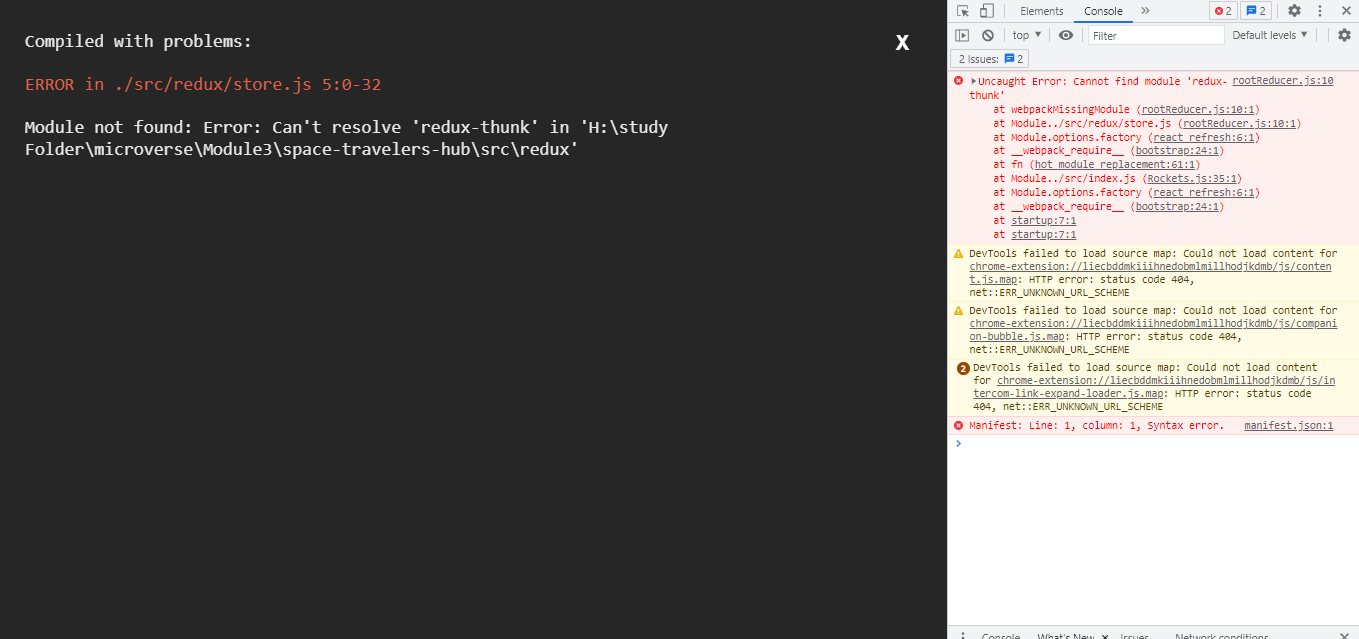 Compiled with problems:
X
ERROR in ./src/redux/store.js 5:0-32
Module not found: Error: Can't resolve 'redux-thunk' in 'H:\study
Folder\microverse\Module3\space-travelers-hub\src\redux'
Elements Console » 2 2
top ▼ Filter Default levels ▼
2 Issues: 2
Uncaught Error: Cannot find module 'redux- rootReducer.js:10
thunk'
at webpackMissingModule (rootReducer.js:10:1)
at Module../src/redux/store.js (rootReducer.js:10:1)
at Module.options.factory (react refresh:6:1)
at __webpack_require__ (bootstrap:24:1)
at fn (hot module replacement:61:1)
at Module../src/index.js (Rockets.js:35:1)
at Module.options.factory (react refresh:6:1)
at __webpack_require__ (bootstrap:24:1)
at startup:7:1
at startup:7:1
DevTools failed to load source map: Could not load content for
chrome-extension://liecbddmkiiihnedobmlmillhodjkdmb/js/conten
t.js.map: HTTP error: status code 404,
net::ERR_UNKNOWN_URL_SCHEME
DevTools failed to load source map: Could not load content for
chrome-extension://liecbddmkiiihnedobmlmillhodjkdmb/js/compani
on-bubble.js.map: HTTP error: status code 404,
net::ERR_UNKNOWN_URL_SCHEME
2 DevTools failed to load source map: Could not load content
for chrome-extension://liecbddmkiiihnedobmlmillhodjkdmb/js/in
tercom-link-expand-loader.js.map: HTTP error: status code
404, net::ERR_UNKNOWN_URL_SCHEME
Manifest: Line: 1, column: 1, Syntax error. manifest.json:1
Console What's New Issues Network conditions